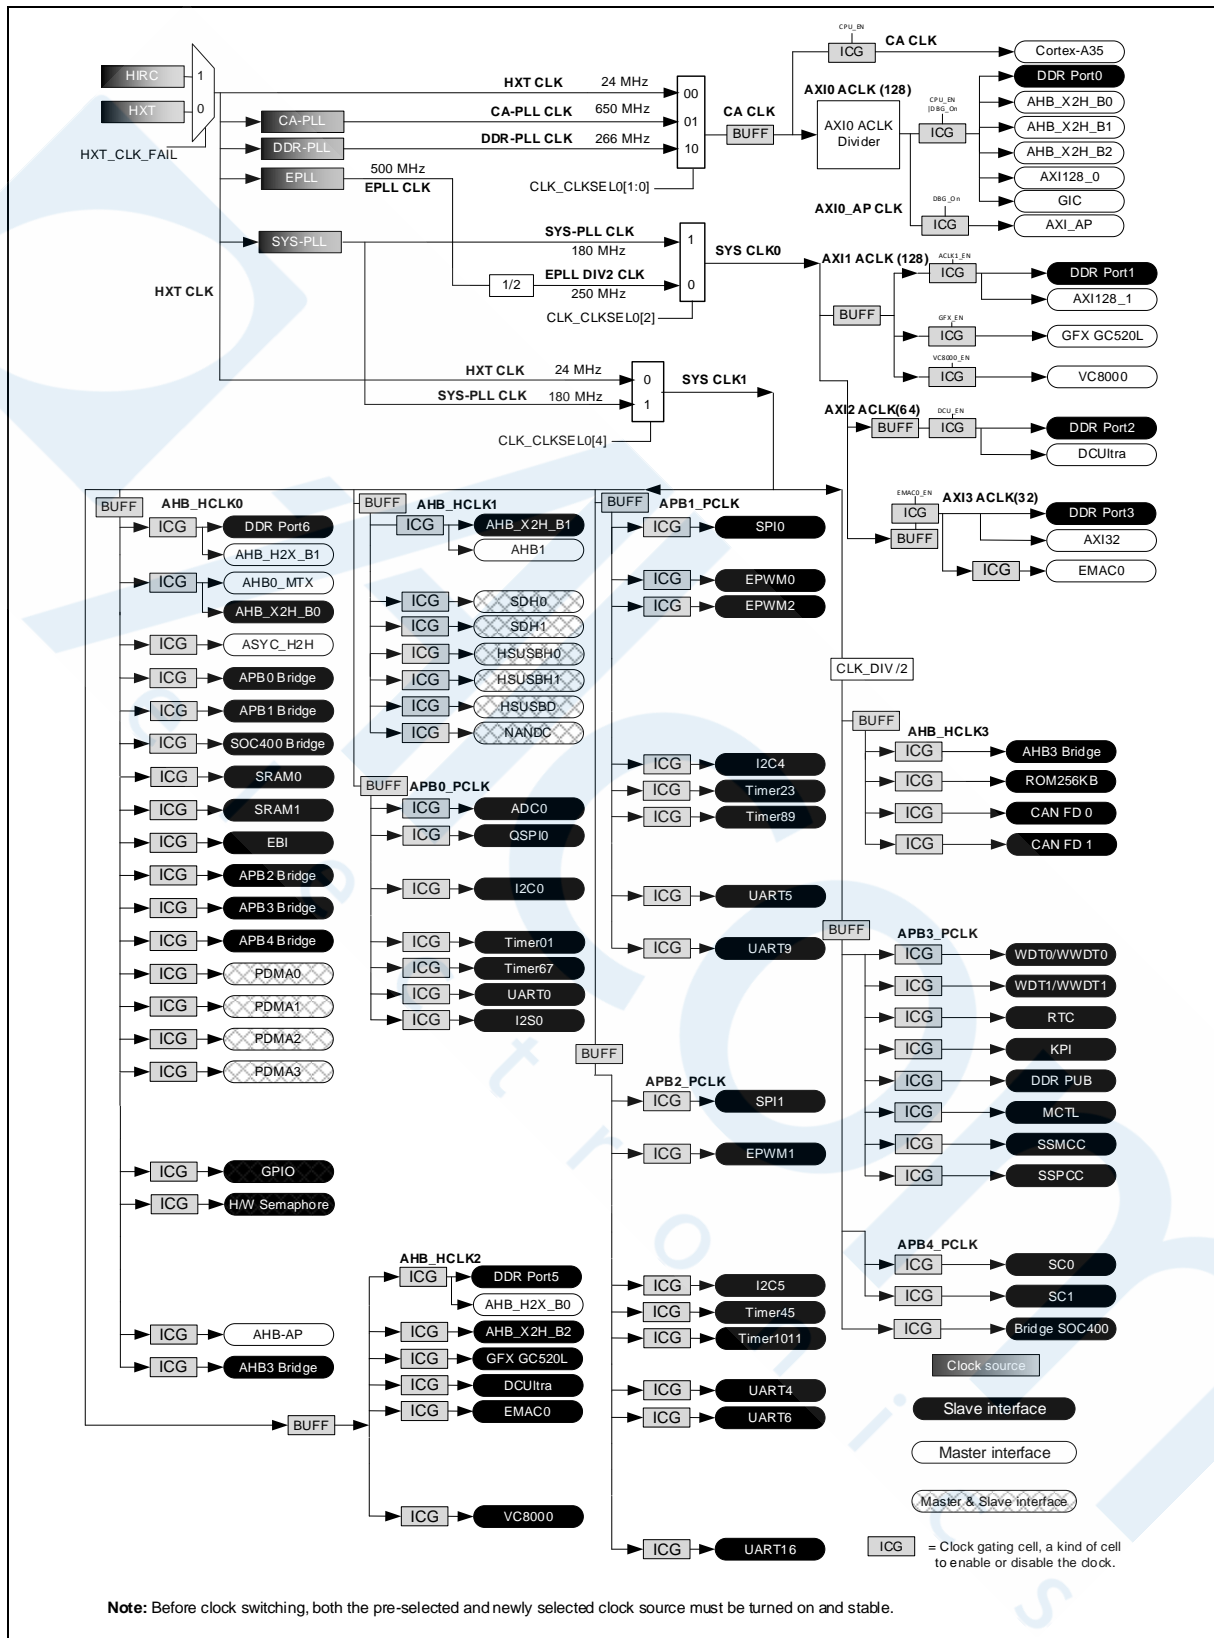 CPU_EN
CA CLK
ICG
Cortex-A35
HIRC
1
HXT
0
HXT_CLK_FAIL
HXT CLK
24 MHz
00
CA-PLL
CA-PLL CLK
650 MHz
01
DDR-PLL
DDR-PLL CLK
266 MHz
10
CA CLK
BUFF
CLK_CLKSEL0[1:0]
AXI0 ACLK (128)
AXI0 ACLK
Divider
CPU_EN
|DBG_On
ICG
DDR Port0
AHB_X2H_B0
AHB_X2H_B1
AHB_X2H_B2
AXI128_0
GIC
AXI0_AP CLK
DBG_On
ICG
AXI_AP
EPLL
500 MHz
EPLL CLK
SYS-PLL
SYS-PLL CLK
180 MHz
1
1/2
EPLL DIV2 CLK
250 MHz
0
SYS CLK0
CLK_CLKSEL0[2]
HXT CLK
AXI1 ACLK (128)
BUFF
ACLK1_EN
ICG
DDR Port1
AXI128_1
GFX_EN
ICG
GFX GC520L
VC8000_EN
ICG
VC8000
HXT CLK
24 MHz
0
SYS-PLL CLK
180 MHz
1
SYS CLK1
CLK_CLKSEL0[4]
AXI2 ACLK(64)
BUFF
DCU_EN
ICG
DDR Port2
DCUltra
EMAC0_EN
ICG
AXI3 ACLK(32)
BUFF
DDR Port3
AXI32
ICG
EMAC0
BUFF
AHB_HCLK0
ICG
DDR Port6
AHB_H2X_B1
ICG
AHB0_MTX
AHB_X2H_B0
ICG
ASYC_H2H
ICG
APB0 Bridge
ICG
APB1 Bridge
ICG
SOC400 Bridge
ICG
SRAM0
ICG
SRAM1
ICG
EBI
ICG
APB2 Bridge
ICG
APB3 Bridge
ICG
APB4 Bridge
ICG
PDMA0
ICG
PDMA1
ICG
PDMA2
ICG
PDMA3
ICG
GPIO
ICG
H/W Semaphore
ICG
AHB-AP
ICG
AHB3 Bridge
BUFF
AHB_HCLK1
ICG
AHB_X2H_B1
AHB1
ICG
SDH0
ICG
SDH1
ICG
HSUSBH0
ICG
HSUSBH1
ICG
HSUSBD
ICG
NANDC
BUFF
APB0_PCLK
ICG
ADC0
ICG
QSPI0
ICG
I2C0
ICG
Timer01
ICG
Timer67
ICG
UART0
ICG
I2S0
BUFF
AHB_HCLK2
ICG
DDR Port5
AHB_H2X_B0
ICG
AHB_X2H_B2
ICG
GFX GC520L
ICG
DCUltra
ICG
EMAC0
ICG
VC8000
BUFF
APB1_PCLK
ICG
SPI0
ICG
EPWM0
ICG
EPWM2
ICG
I2C4
ICG
Timer23
ICG
Timer89
ICG
UART5
ICG
UART9
BUFF
APB2_PCLK
ICG
SPI1
ICG
EPWM1
ICG
I2C5
ICG
Timer45
ICG
Timer1011
ICG
UART4
ICG
UART6
ICG
UART16
CLK_DIV /2
BUFF
AHB_HCLK3
ICG
AHB3 Bridge
ICG
ROM256KB
ICG
CAN FD 0
ICG
CAN FD 1
BUFF
APB3_PCLK
ICG
WDT0/WWDT0
ICG
WDT1/WWDT1
ICG
RTC
ICG
KPI
ICG
DDR PUB
ICG
MCTL
ICG
SSMCC
ICG
SSPCC
APB4_PCLK
ICG
SC0
ICG
SC1
ICG
Bridge SOC400
Clock source
Slave interface
Master interface
Master & Slave interface
ICG
= Clock gating cell, a kind of cell
to enable or disable the clock.
Note: Before clock switching, both the pre-selected and newly selected clock source must be turned on and stable.